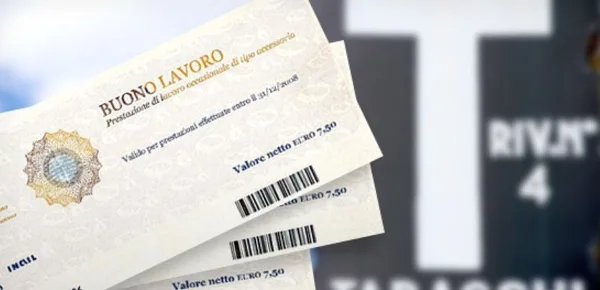 BUONO LAVORO
Prestazione di lavoro occasionale di tipo accessorio
Valido per prestazioni effettuate entro il 31/12/2008
Valore netto EURO 7,50
Valore netto EURO 7,50
Valore netto EURO 7,50
T
RIV. N°
4
TABACCHI